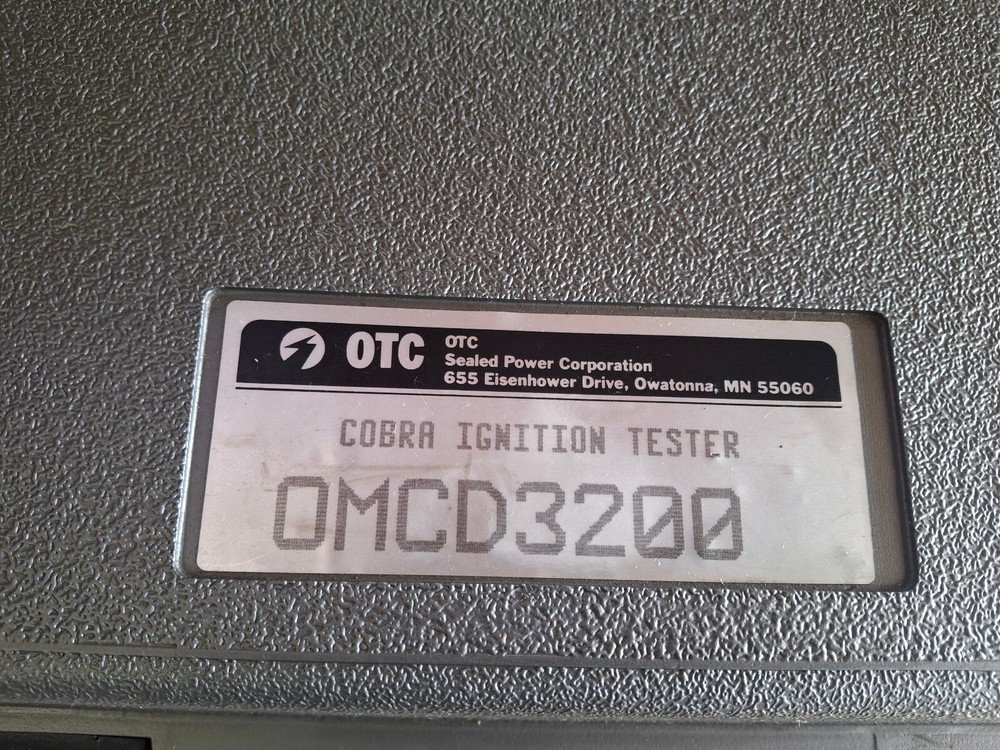 OTC
OTC
Sealed Power Corporation
655 Eisenhower Drive, Owatonna, MN 55060
COBRA IGNITION TESTER
OMCD3200